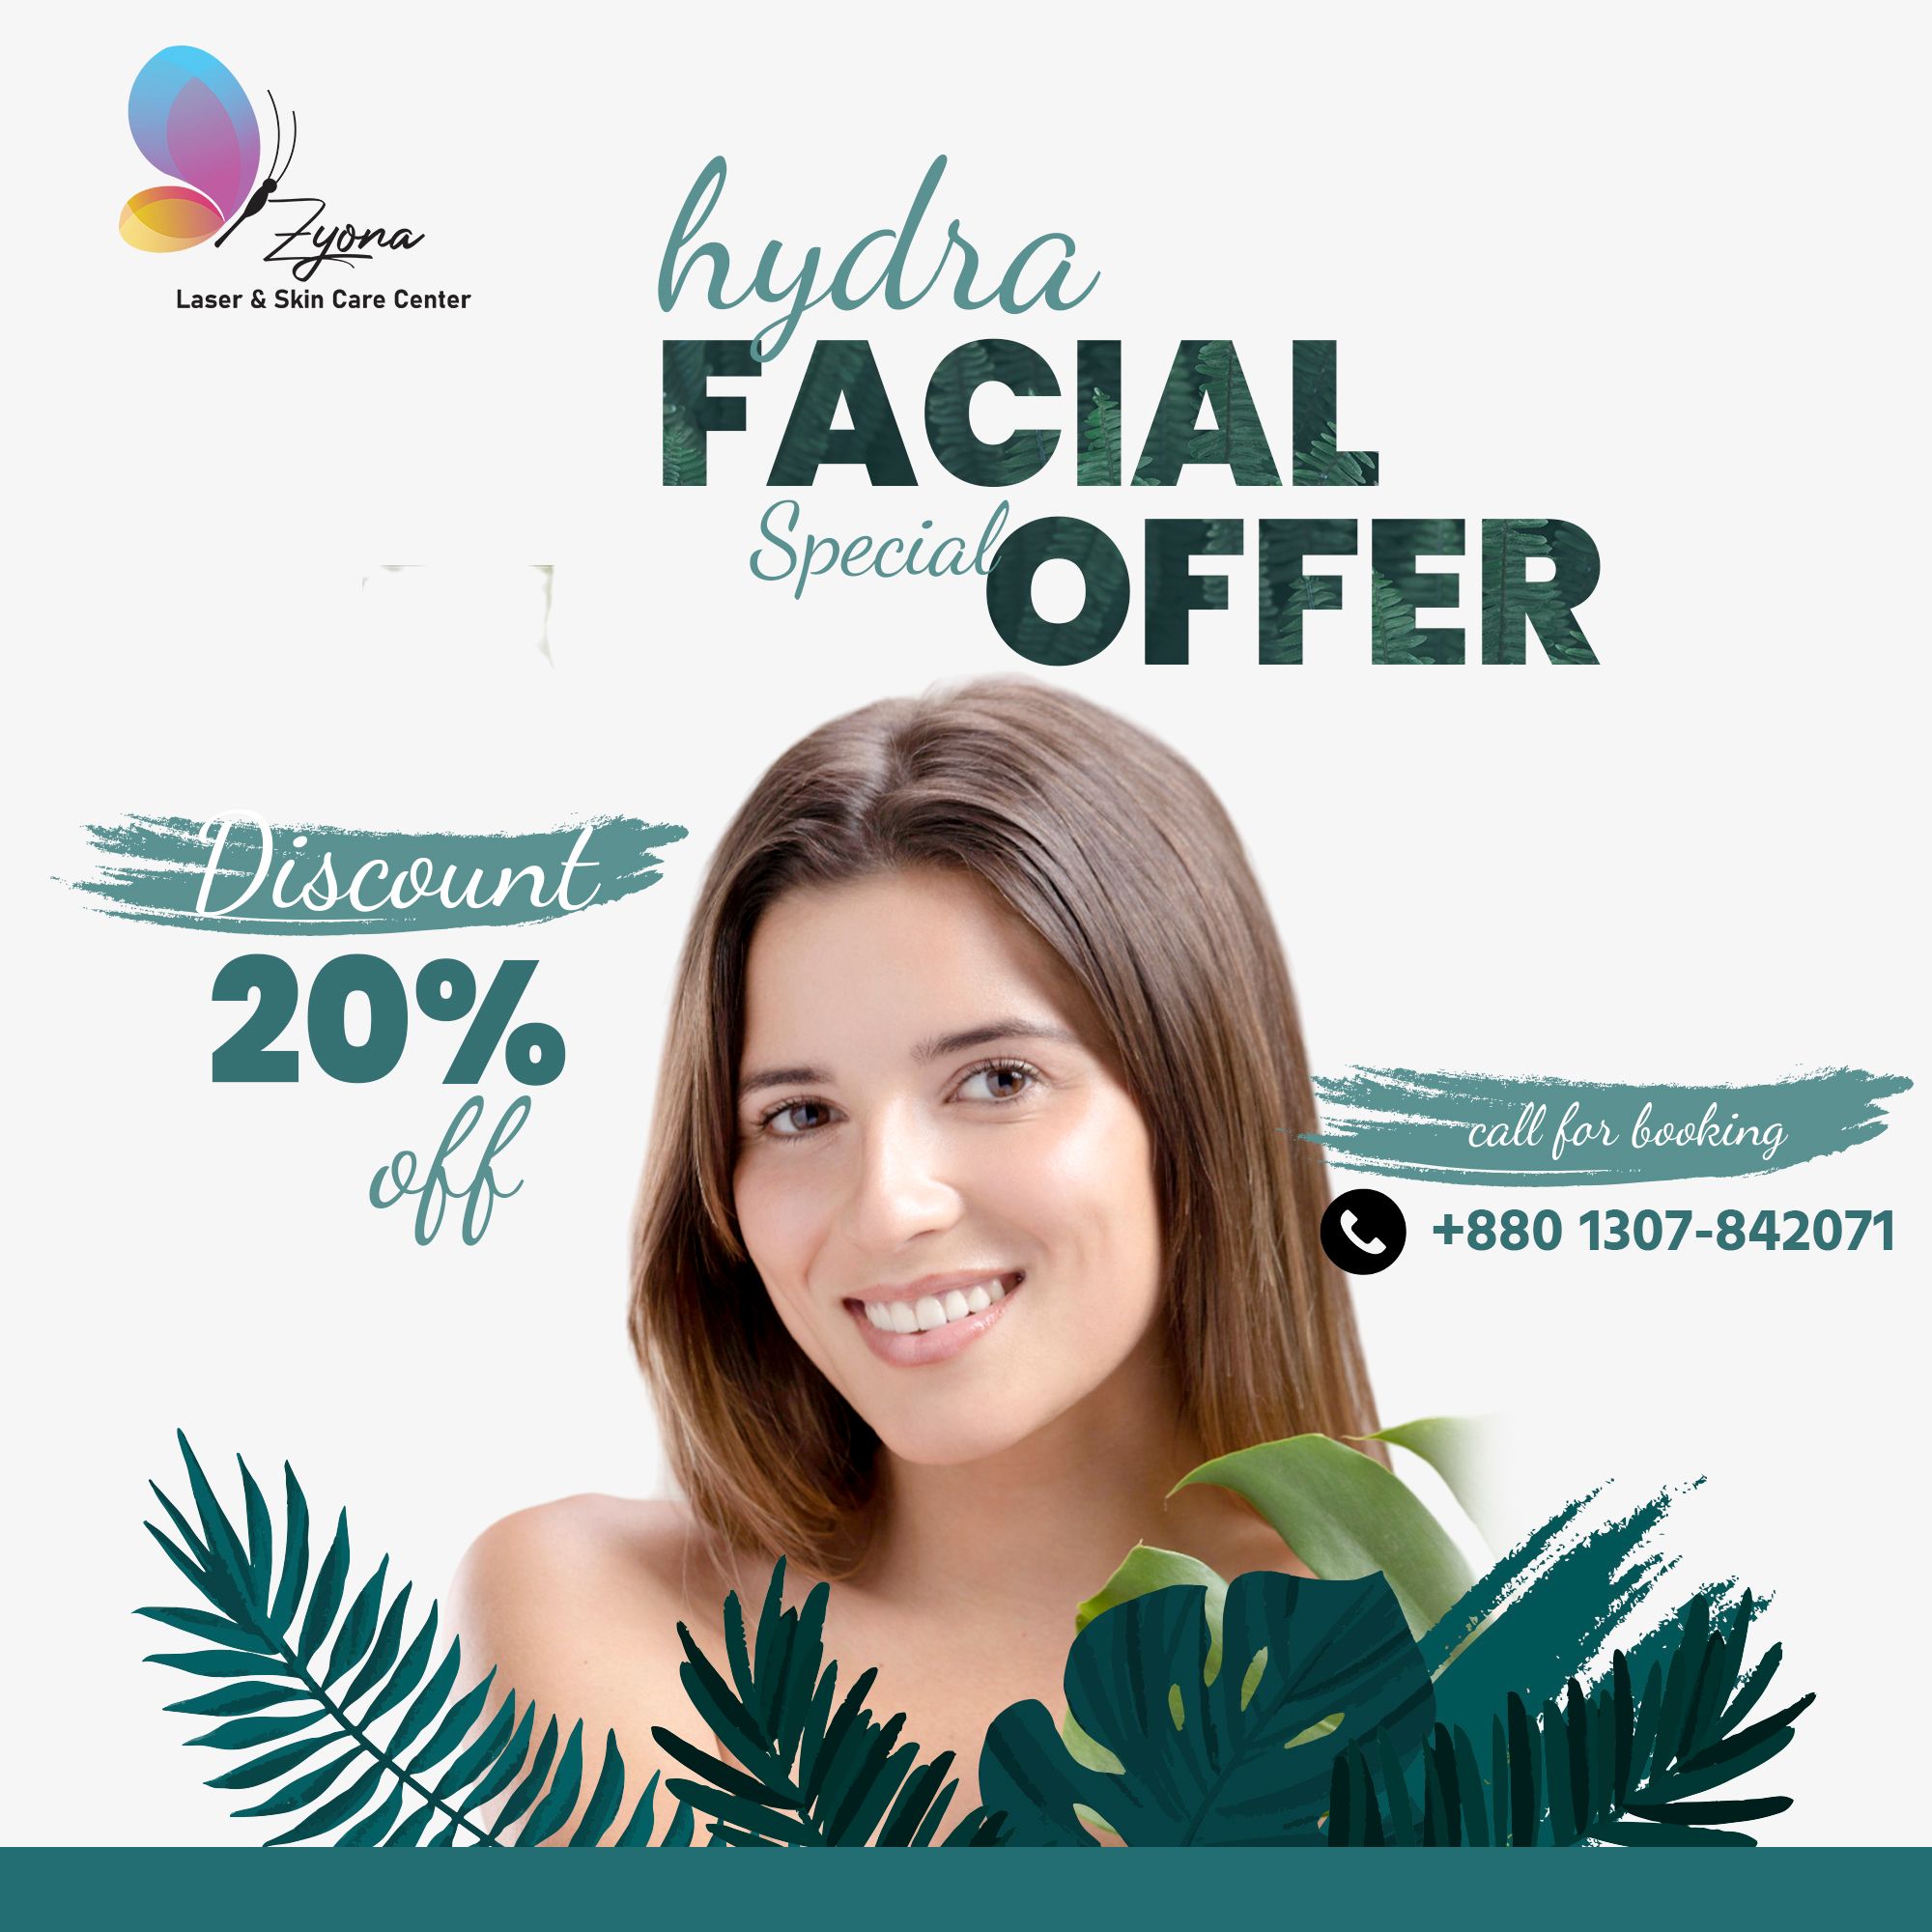 Zyona
Laser & Skin Care Center
hydra
FACIAL
Special OFFER
Discount
20%
off
call for booking
+880 1307-842071